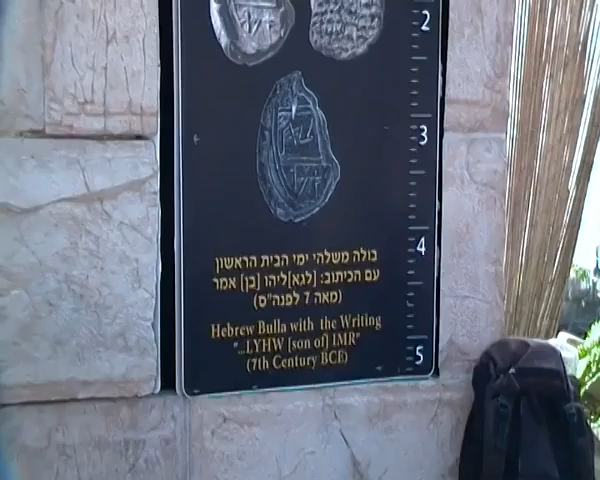 2
3
4
5
בולה משלהי ימי הבית הראשון
עם הכיתוב: [לגא]ליהו [בן] אמר
(מאה 7 לפנה"ס)
Hebrew Bulla with the Writing
"...LYHW [son of] IMR"
(7th Century BCE)